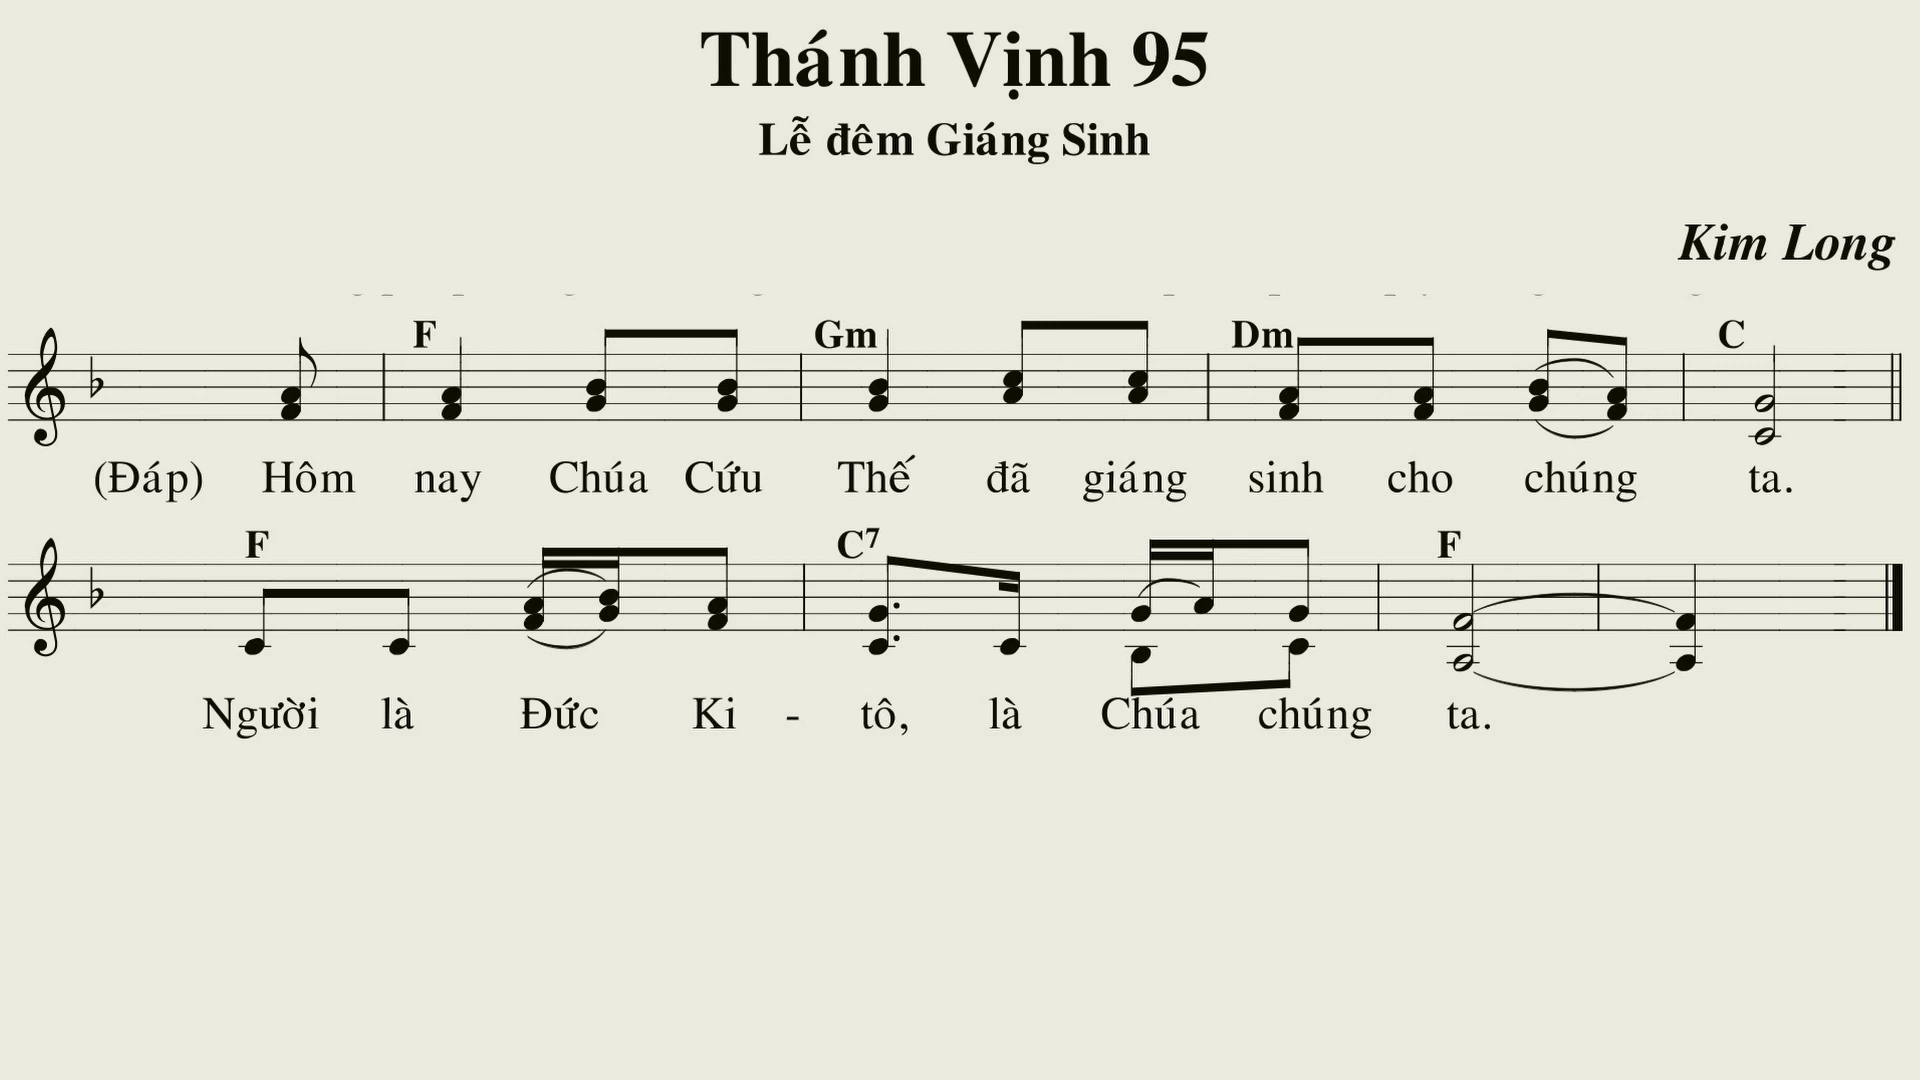 Thánh Vịnh 95
Lễ đêm Giáng Sinh
Kim Long
F Gm Dm C
(Đáp) Hôm nay Chúa Cứu Thế đã giáng sinh cho chúng ta.
F C7 F
Người là Đức Ki - tô, là Chúa chúng ta.